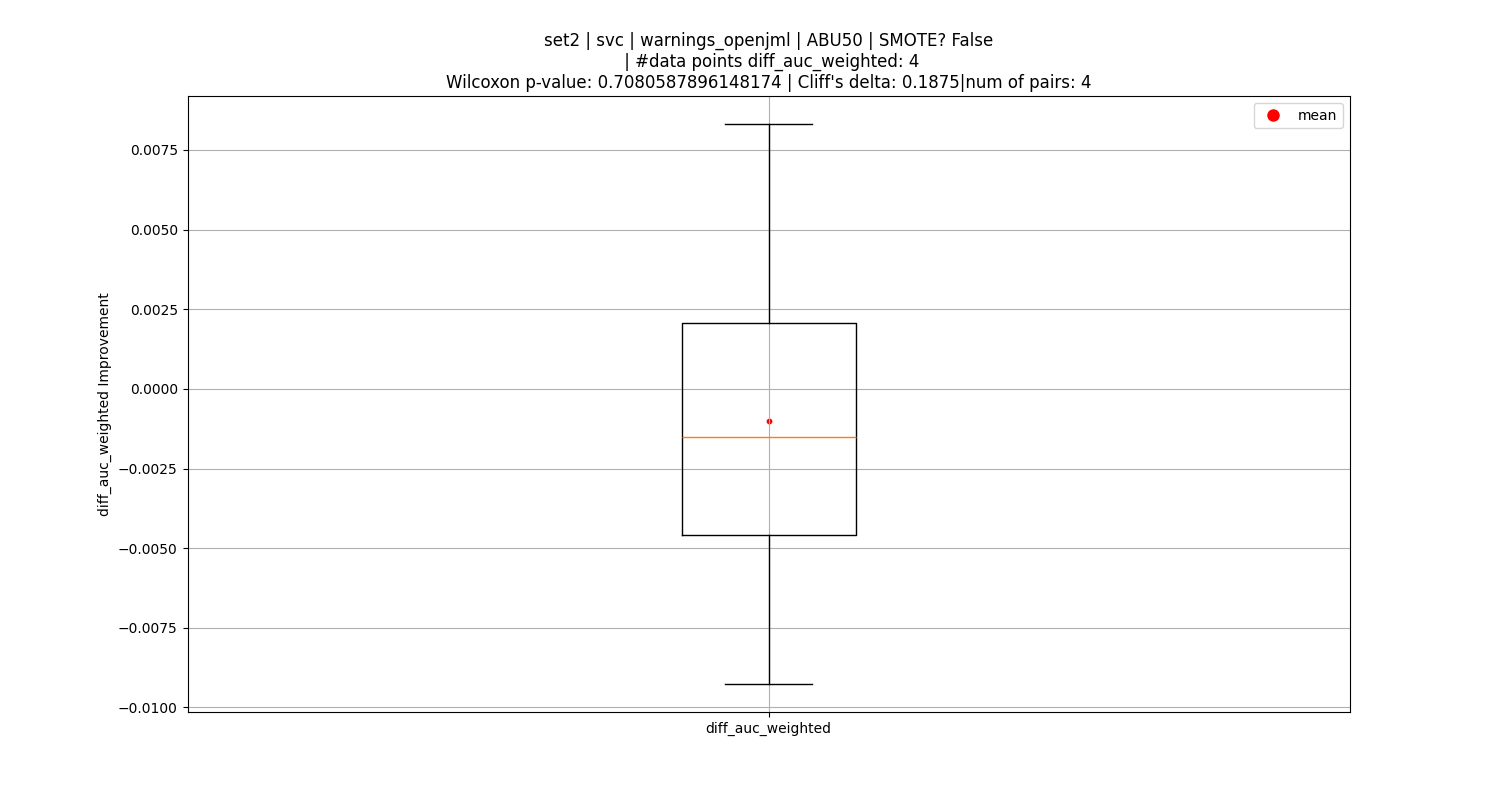 set2 | svc | warnings_openjml | ABU50 | SMOTE? False
| #data points diff_auc_weighted: 4
Wilcoxon p-value: 0.7080587896148174 | Cliff's delta: 0.1875|num of pairs: 4
mean
0.0075
0.0050
0.0025
0.0000
−0.0025
−0.0050
−0.0075
−0.0100
diff_auc_weighted Improvement
diff_auc_weighted